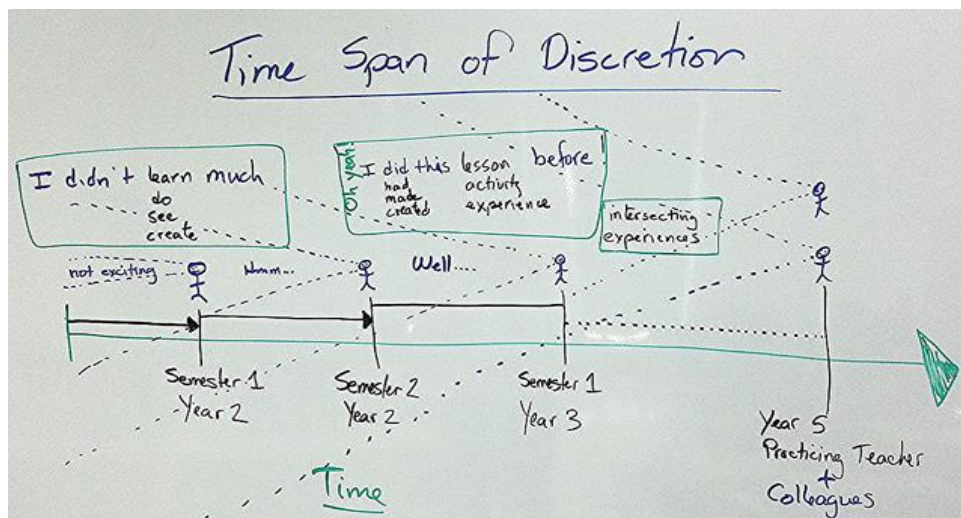 Time Span of Discretion
I didn't learn much
do
see
create
Oh yeah!
I did this lesson before!
had activity
made experience
created
intersecting
experiences
not exciting
Hmm...
Well....
Semester 1
Year 2
Semester 2
Year 2
Semester 1
Year 3
Year 5
Practicing Teacher
+
Colleagues
Time